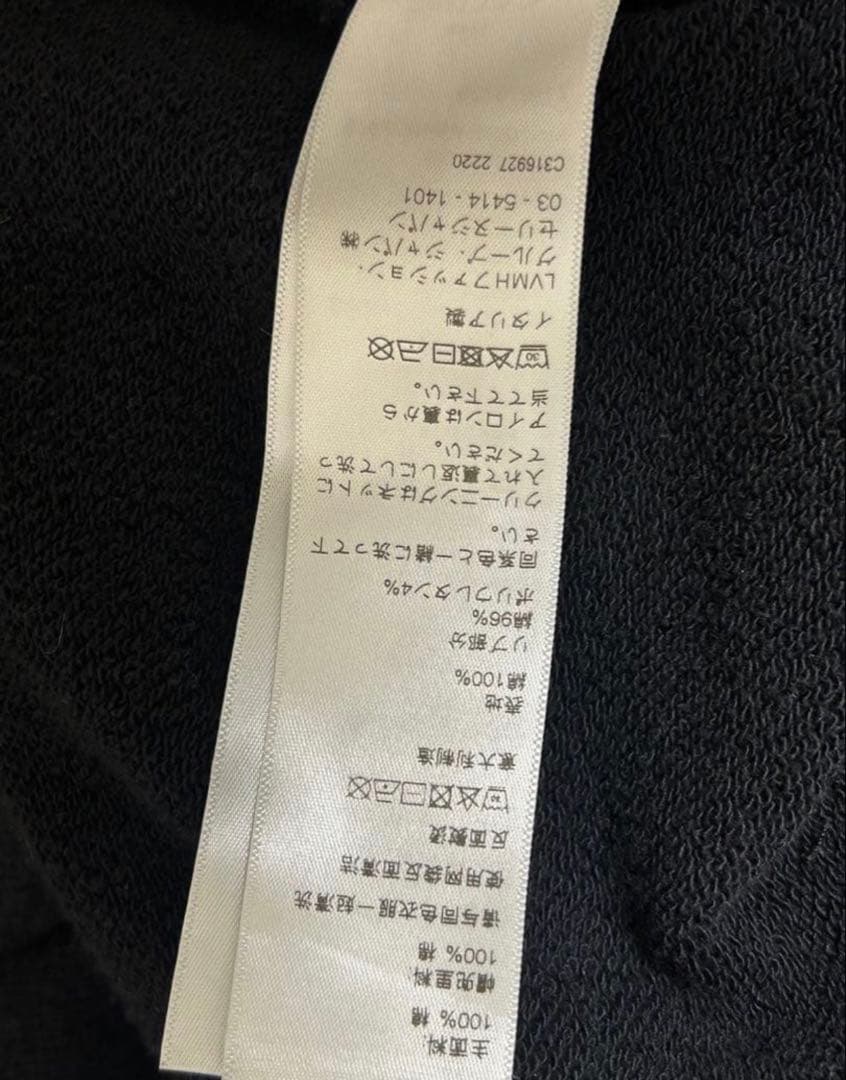 主面料:
100% 棉
帽兜里料:
100% 棉
请与同色衣服一起清洗
使用网袋反面清洁
反面熨烫
30
意大利制造
表地
綿100%
リブ部分
綿96%
ポリウレタン4%
同系色と一緒に洗って下
さい。
クリーニングはネットに
入れて裏返しにして洗っ
てください。
アイロンは裏から
当てて下さい。
30
イタリア製
LVMHファッション・
グループ・ジャパン㈱
セリーヌジャパン
03 - 5414 - 1401
C316927 2220